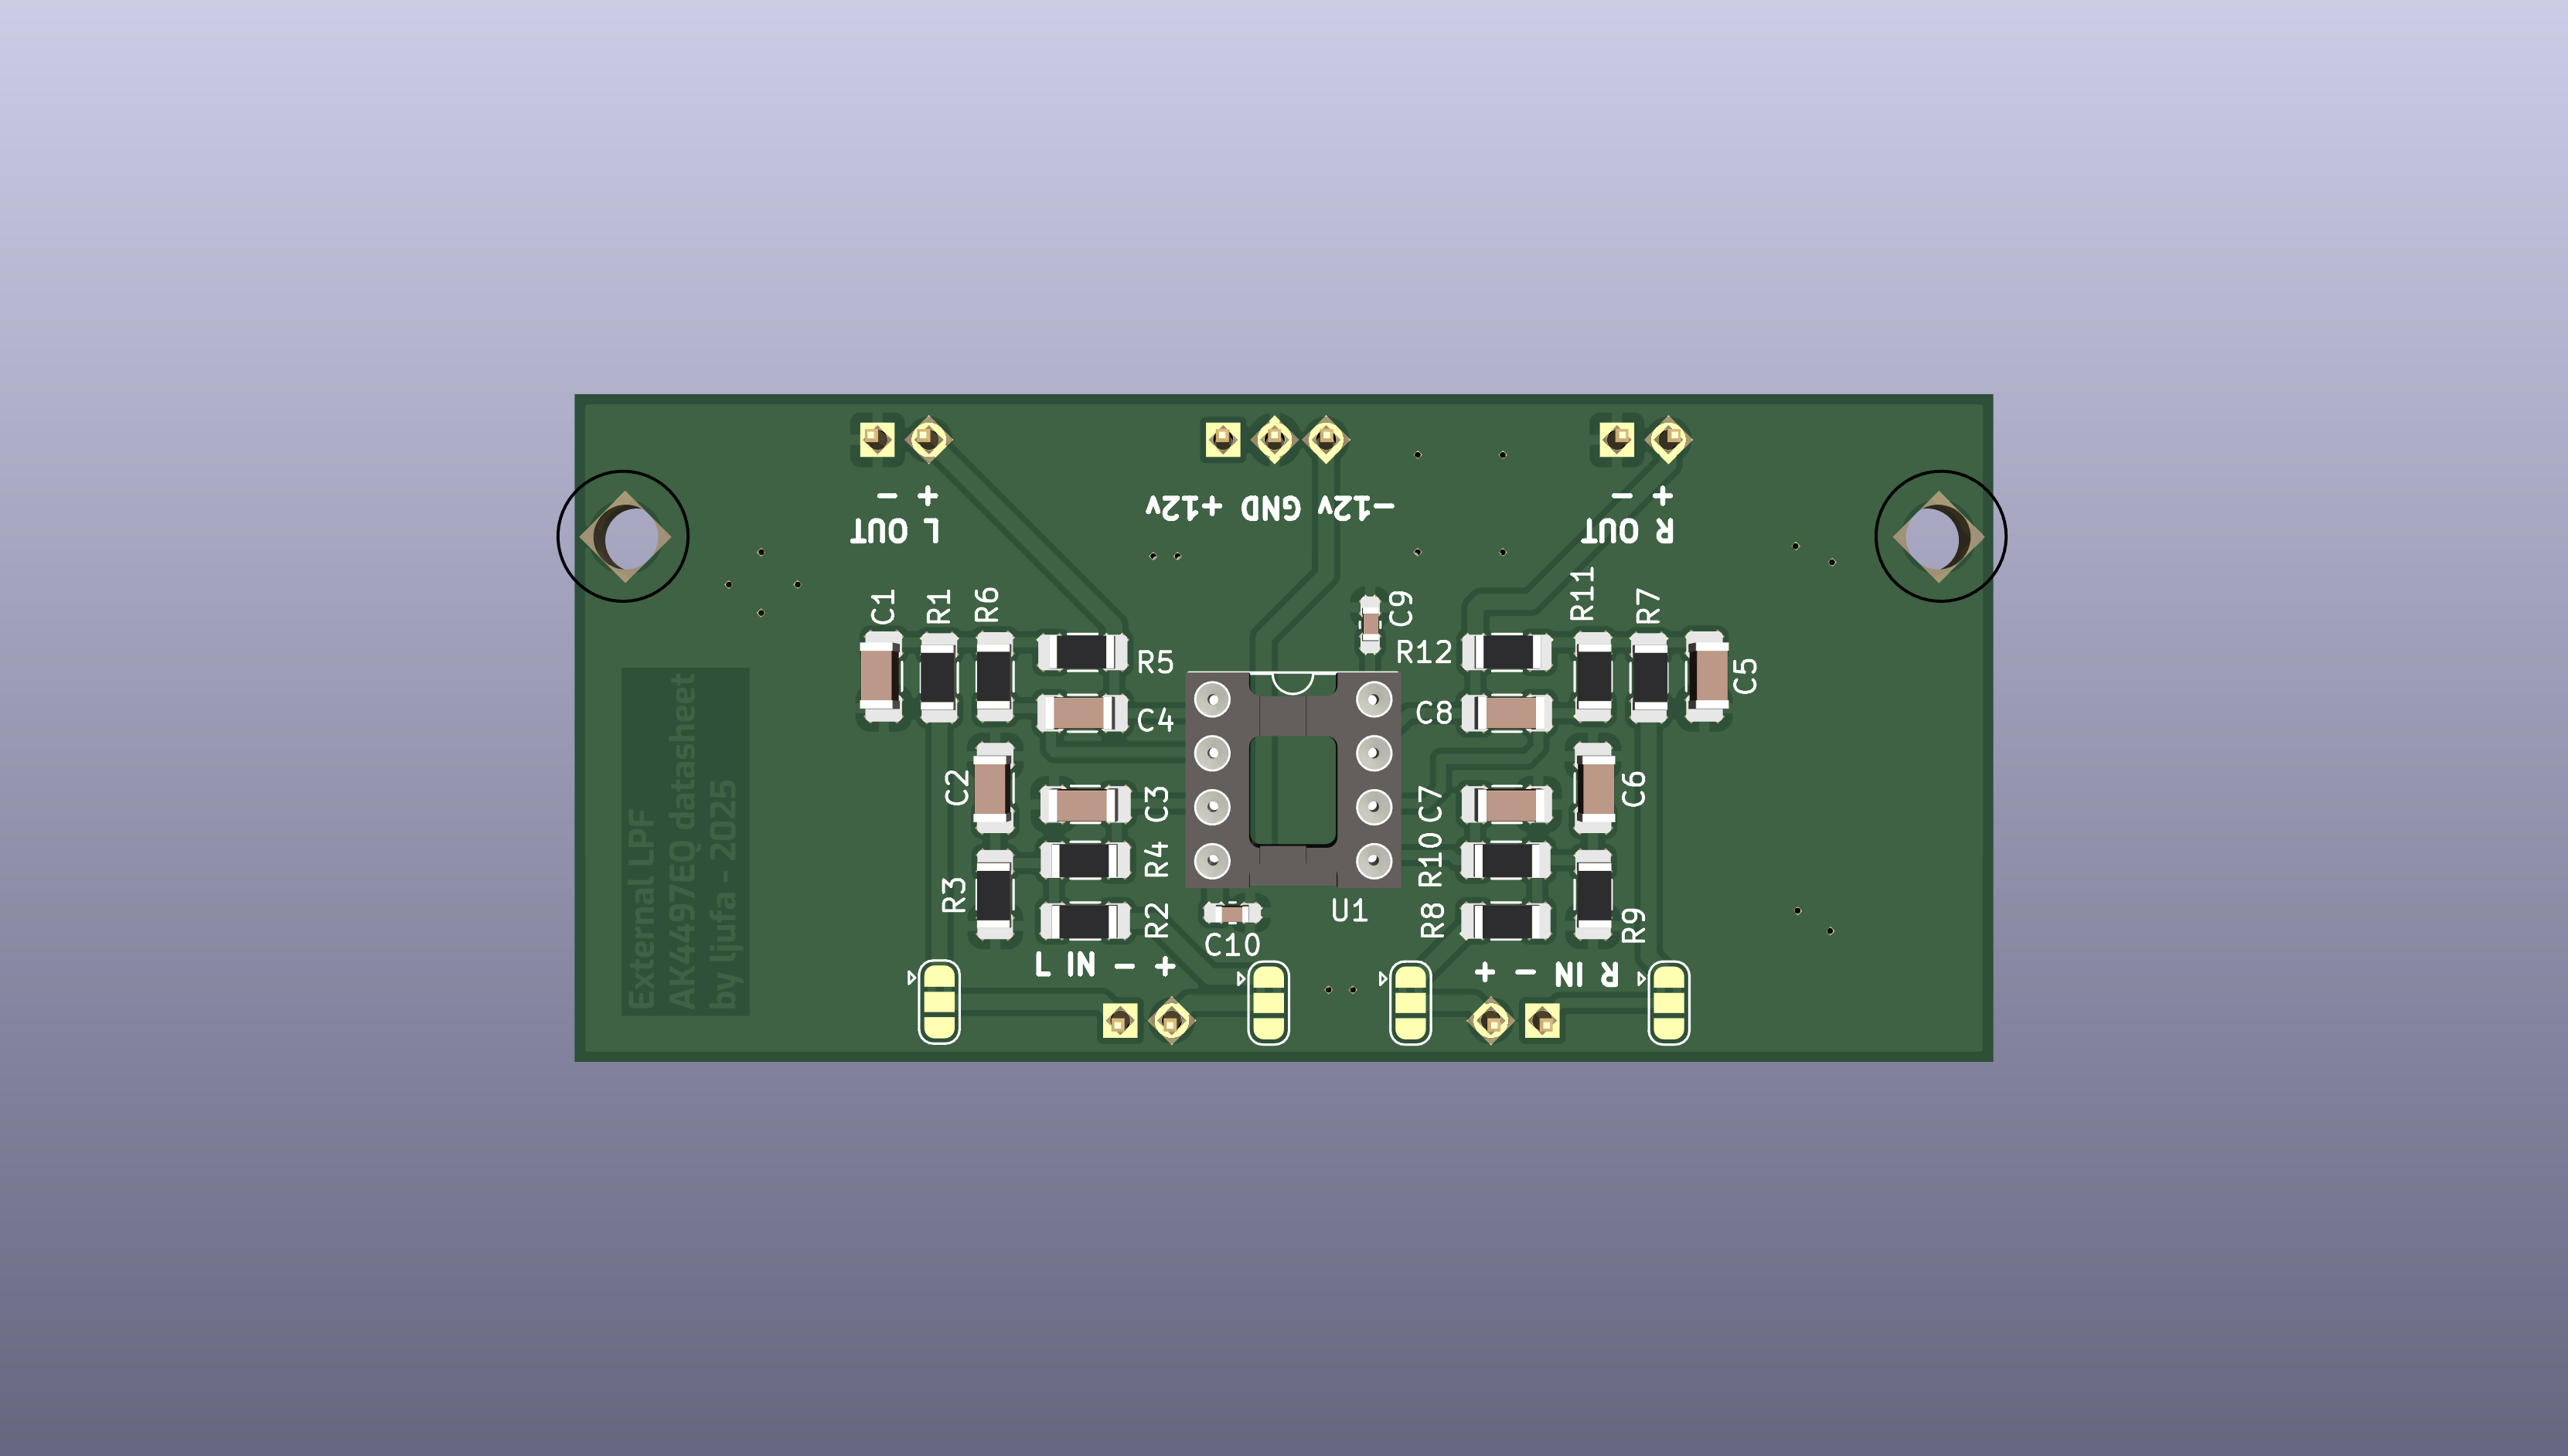 − +
L OUT
-12v GND +12v
− +
R OUT
C1
R1
R6
R5
C4
C9
R12
C8
R11
R7
C5
C2
C3
R4
R3
R2
C10
U1
C7
R10
R8
C6
R9
L IN − +
+ − R IN
External LPF
AK4497EQ datasheet
by ljufa - 2025